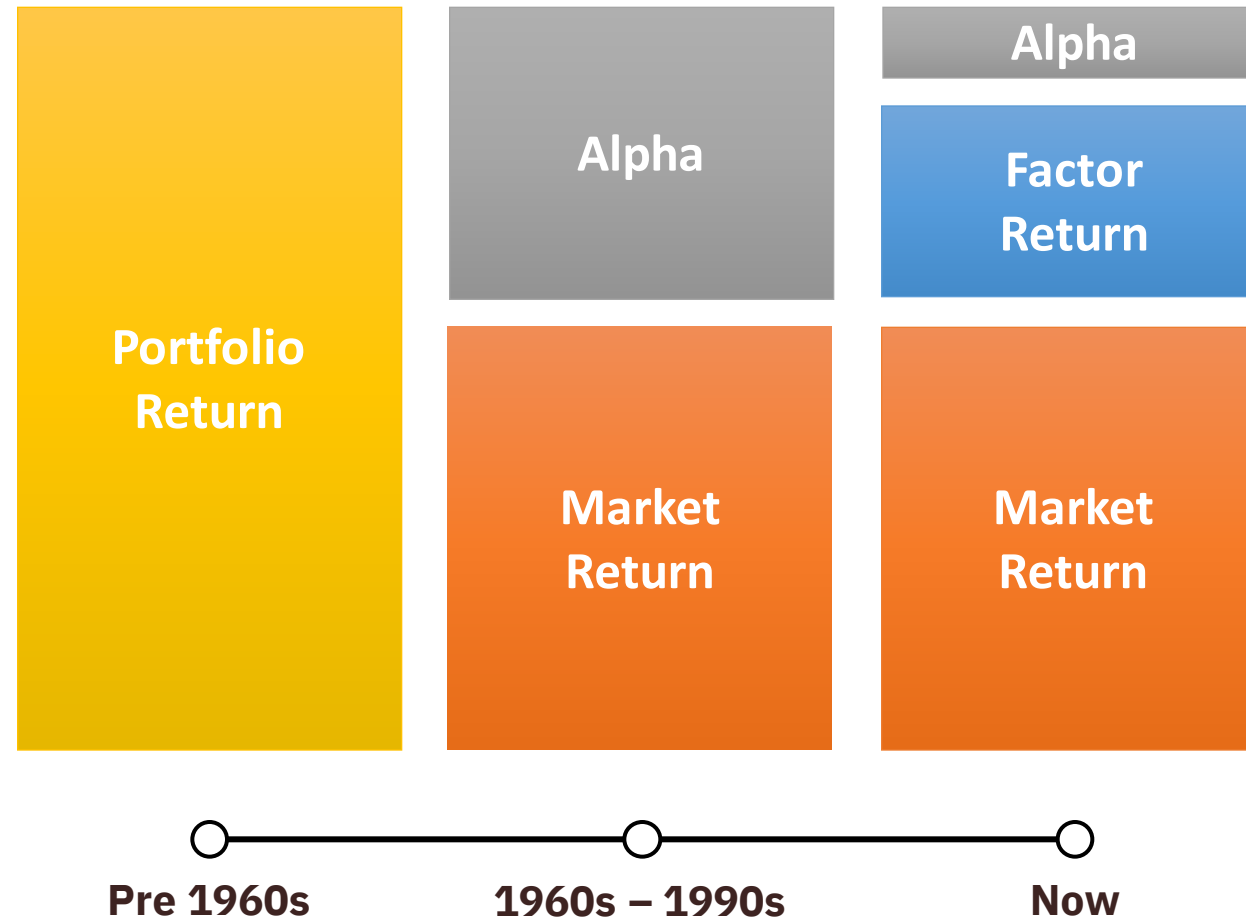 Portfolio
Return
Alpha
Market
Return
Alpha
Factor
Return
Market
Return
Pre 1960s
1960s – 1990s
Now